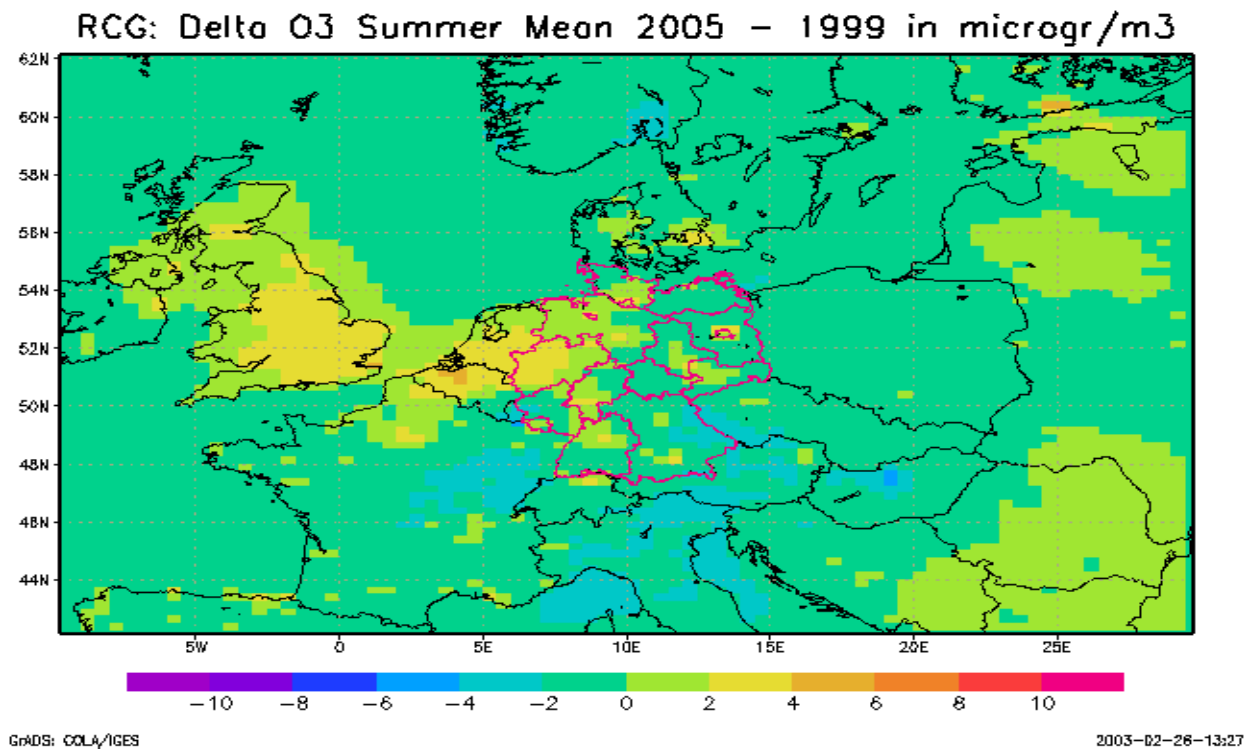 RCG: Delta O3 Summer Mean 2005 - 1999 in microgr/m3
62N
60N
58N
56N
54N
52N
50N
48N
46N
44N
5W 0 5E 10E 15E 20E 25E
-10 -8 -6 -4 -2 0 2 4 6 8 10
GrADS: COLA/IGES
2003-02-26-13:27